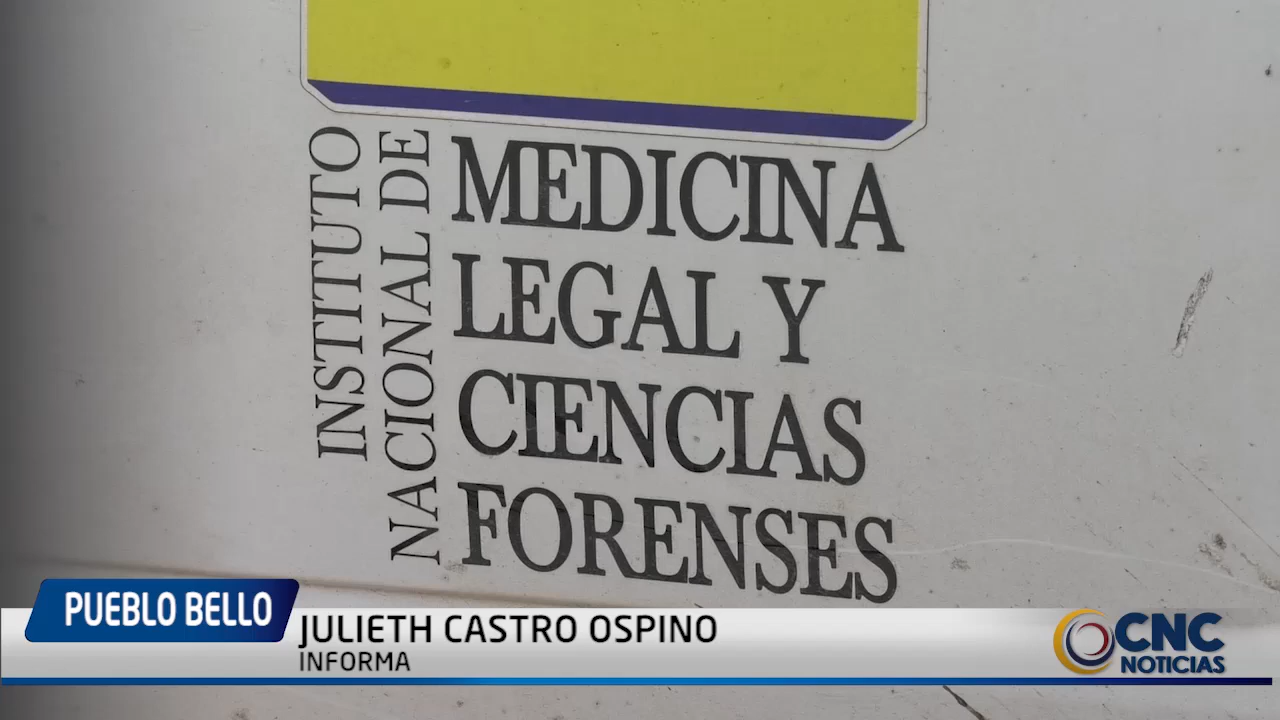 INSTITUTO
NACIONAL DE
MEDICINA
LEGAL Y
CIENCIAS
FORENSES
PUEBLO BELLO
JULIETH CASTRO OSPINO
INFORMA
CNC
NOTICIAS